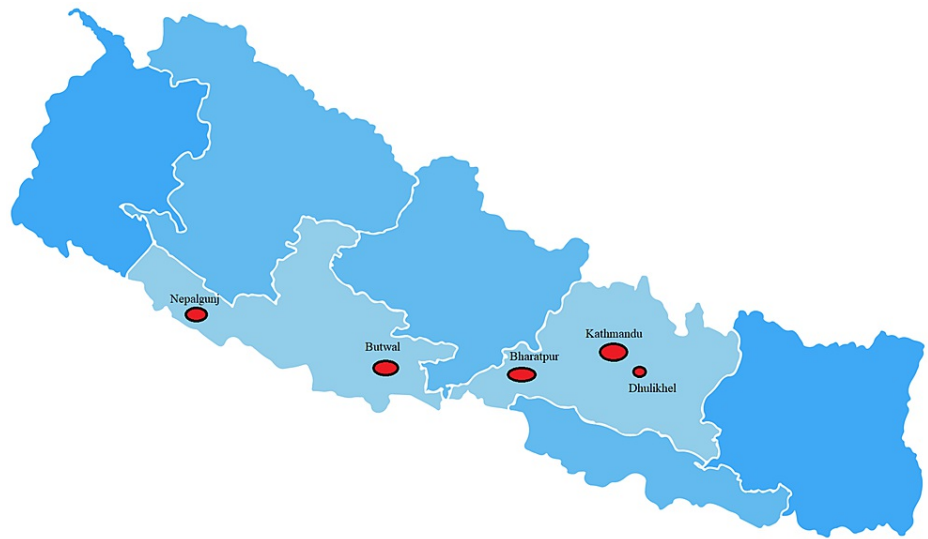 Nepalgunj
Kathmandu
Butwal
Bharatpur
Dhulikhel